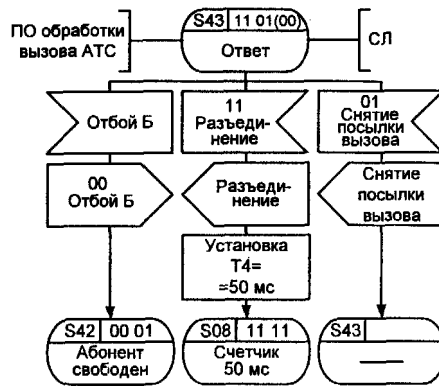 ПО обработки
вызова АТС
S43 11 01(00)
Ответ
СЛ
Отбой Б
11
Разъеди-
нение
01
Снятие
посылки
вызова
00
Отбой Б
Разъеди-
нение
Снятие
посылки
вызова
Установка
T4=
=50 мс
S42 00 01
Абонент
свободен
S08 11 11
Счетчик
50 мс
S43